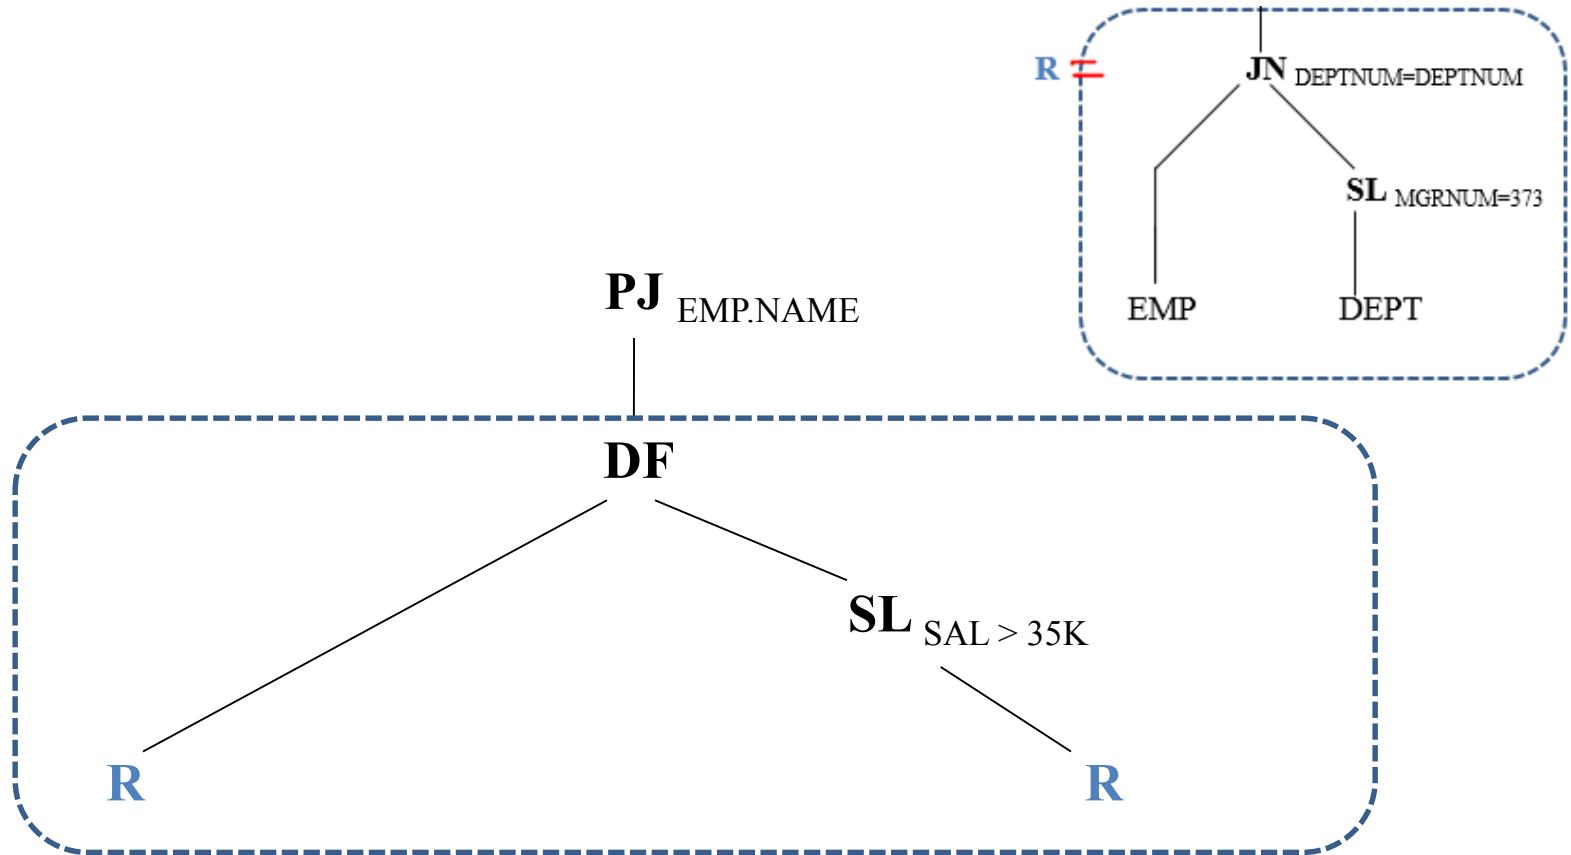 R = JN DEPTNUM=DEPTNUM
SL MGRNUM=373
EMP DEPT
PJ EMP.NAME
DF
SL SAL > 35K
R R